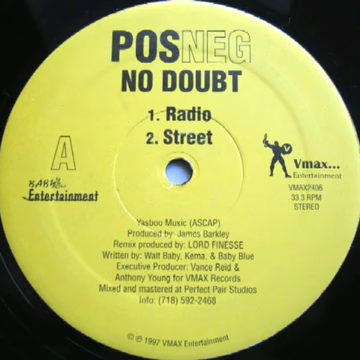 POSNEG
NO DOUBT
1. Radio
2. Street
A
Entertainment
Vmax...
Entertainment
VMAX2406
33.3 RPM
STEREO
Yasboo Music (ASCAP)
Produced by: James Barkley
Remix produced by: LORD FINESSE
Written by: Walt Baby, Kema, & Baby Blue
Executive Producer: Vance Reid &
Anthony Young for VMAX Records
Mixed and mastered at Perfect Pair Studios
Info: (718) 592-2468
© ℗ 1997 VMAX Entertainment